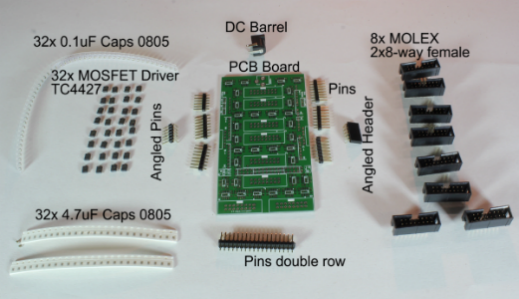 DC Barrel
32x 0.1uF Caps 0805
8x MOLEX
2x8-way female
PCB Board
32x MOSFET Driver
TC4427
Pins
Angled Pins
Angled Header
32x 4.7uF Caps 0805
Pins double row